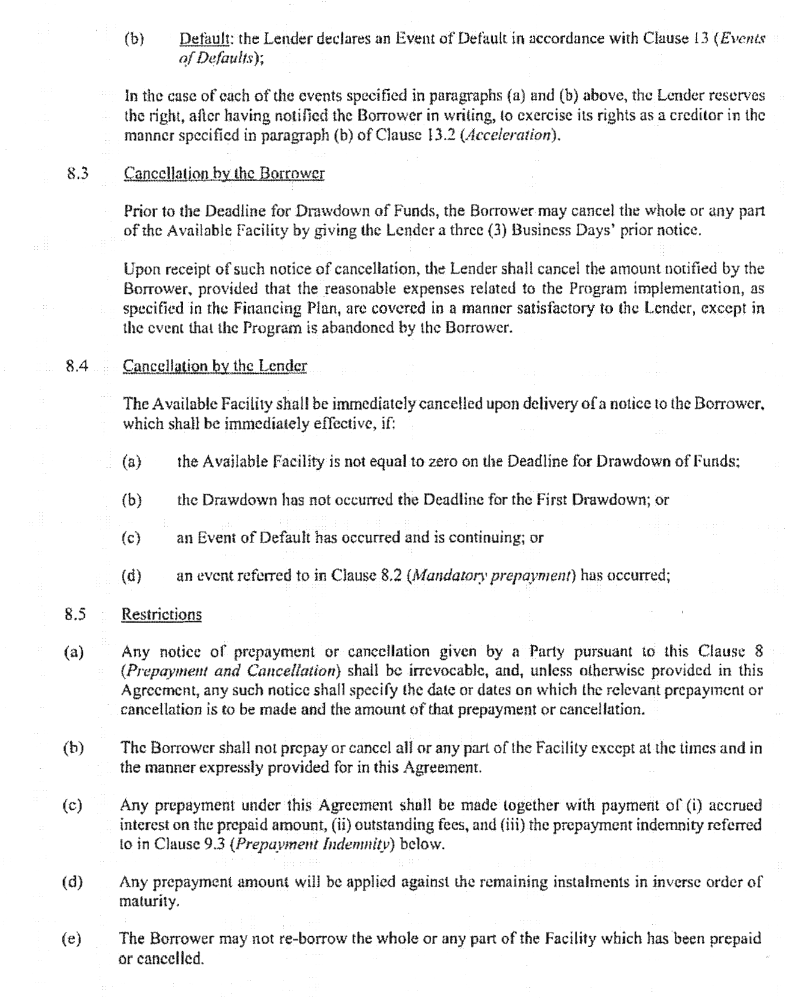 (b) Default: the Lender declares an Event of Default in accordance with Clause 13 (Events
of Defaults);
In the case of each of the events specified in paragraphs (a) and (b) above, the Lender reserves
the right, after having notified the Borrower in writing, to exercise its rights as a creditor in the
manner specified in paragraph (b) of Clause 13.2 (Acceleration).
8.3 Cancellation by the Borrower
Prior to the Deadline for Drawdown of Funds, the Borrower may cancel the whole or any part
of the Available Facility by giving the Lender a three (3) Business Days' prior notice.
Upon receipt of such notice of cancellation, the Lender shall cancel the amount notified by the
Borrower, provided that the reasonable expenses related to the Program implementation, as
specified in the Financing Plan, are covered in a manner satisfactory to the Lender, except in
the event that the Program is abandoned by the Borrower.
8.4 Cancellation by the Lender
The Available Facility shall be immediately cancelled upon delivery of a notice to the Borrower,
which shall be immediately effective, if:
(a) the Available Facility is not equal to zero on the Deadline for Drawdown of Funds;
(b) the Drawdown has not occurred the Deadline for the First Drawdown; or
(c) an Event of Default has occurred and is continuing; or
(d) an event referred to in Clause 8.2 (Mandatory prepayment) has occurred;
8.5 Restrictions
(a) Any notice of prepayment or cancellation given by a Party pursuant to this Clause 8
(Prepayment and Cancellation) shall be irrevocable, and, unless otherwise provided in this
Agreement, any such notice shall specify the date or dates on which the relevant prepayment or
cancellation is to be made and the amount of that prepayment or cancellation.
(b) The Borrower shall not prepay or cancel all or any part of the Facility except at the times and in
the manner expressly provided for in this Agreement.
(c) Any prepayment under this Agreement shall be made together with payment of (i) accrued
interest on the prepaid amount, (ii) outstanding fees, and (iii) the prepayment indemnity referred
to in Clause 9.3 (Prepayment Indemnity) below.
(d) Any prepayment amount will be applied against the remaining instalments in inverse order of
maturity.
(e) The Borrower may not re-borrow the whole or any part of the Facility which has been prepaid
or cancelled.